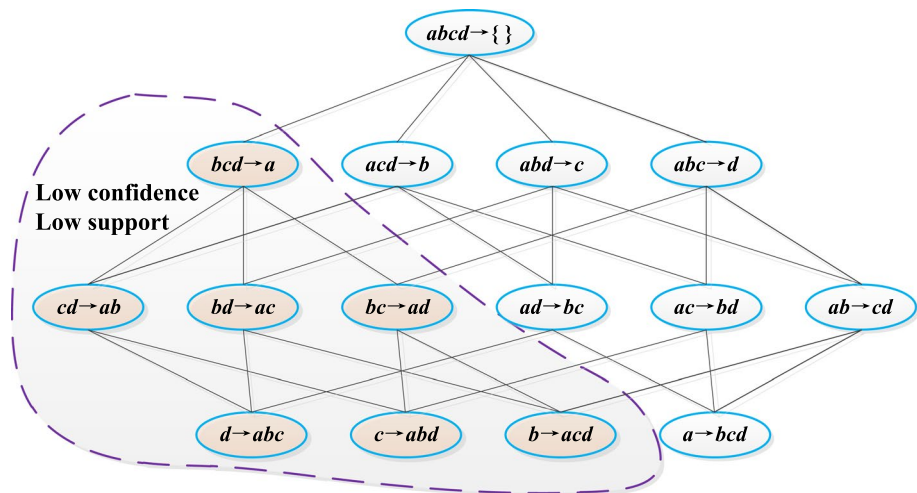 abcd→{ }
bcd→a
acd→b
abd→c
abc→d
Low confidence
Low support
cd→ab
bd→ac
bc→ad
ad→bc
ac→bd
ab→cd
d→abc
c→abd
b→acd
a→bcd